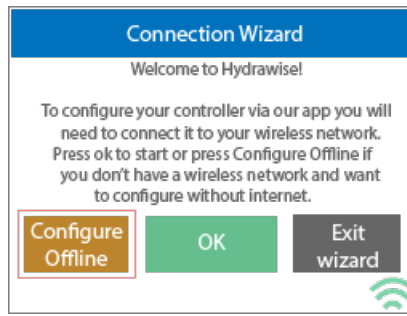 Connection Wizard
Welcome to Hydrawise!
To configure your controller via our app you will
need to connect it to your wireless network.
Press ok to start or press Configure Offline if
you don't have a wireless network and want
to configure without internet.
Configure
Offline
OK
Exit
wizard